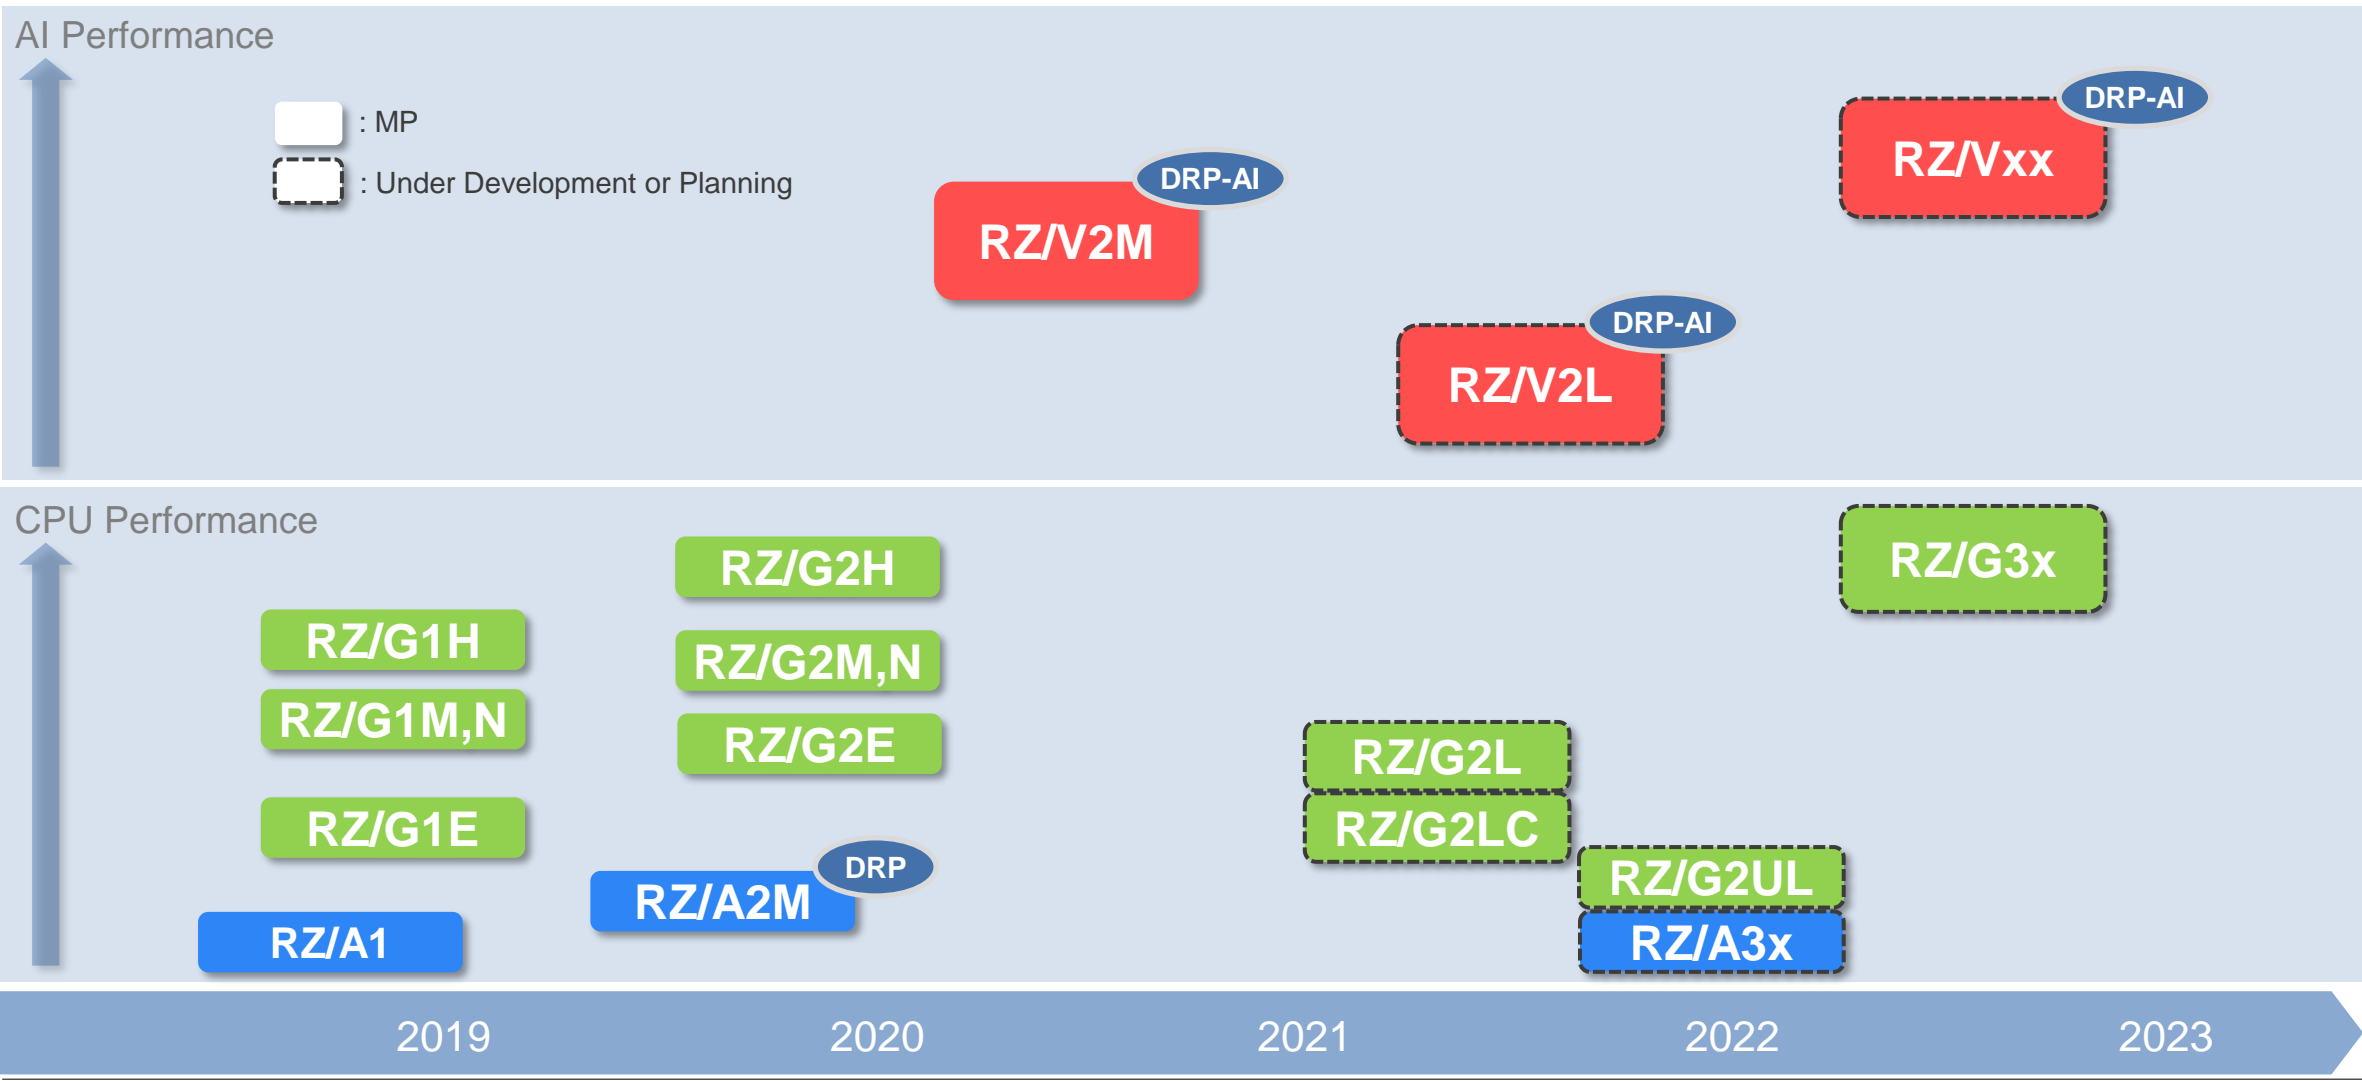 AI Performance
: MP
: Under Development or Planning
DRP-AI
RZ/V2M
DRP-AI
RZ/V2L
DRP-AI
RZ/Vxx
CPU Performance
RZ/G1H
RZ/G1M,N
RZ/G1E
RZ/A1
RZ/G2H
RZ/G2M,N
RZ/G2E
DRP
RZ/A2M
RZ/G2L
RZ/G2LC
RZ/G2UL
RZ/A3x
RZ/G3x
2019
2020
2021
2022
2023